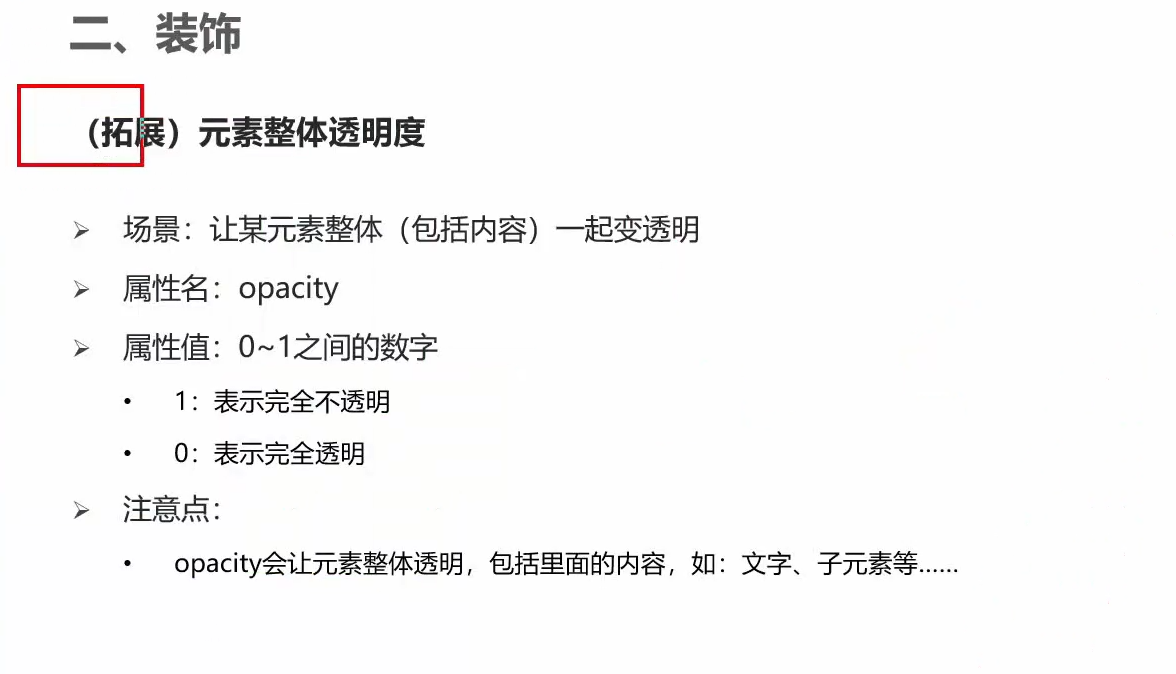 二、装饰
（拓展）元素整体透明度
场景：让某元素整体（包括内容）一起变透明
属性名：opacity
属性值：0~1之间的数字
1：表示完全不透明
0：表示完全透明
注意点：
opacity会让元素整体透明，包括里面的内容，如：文字、子元素等……